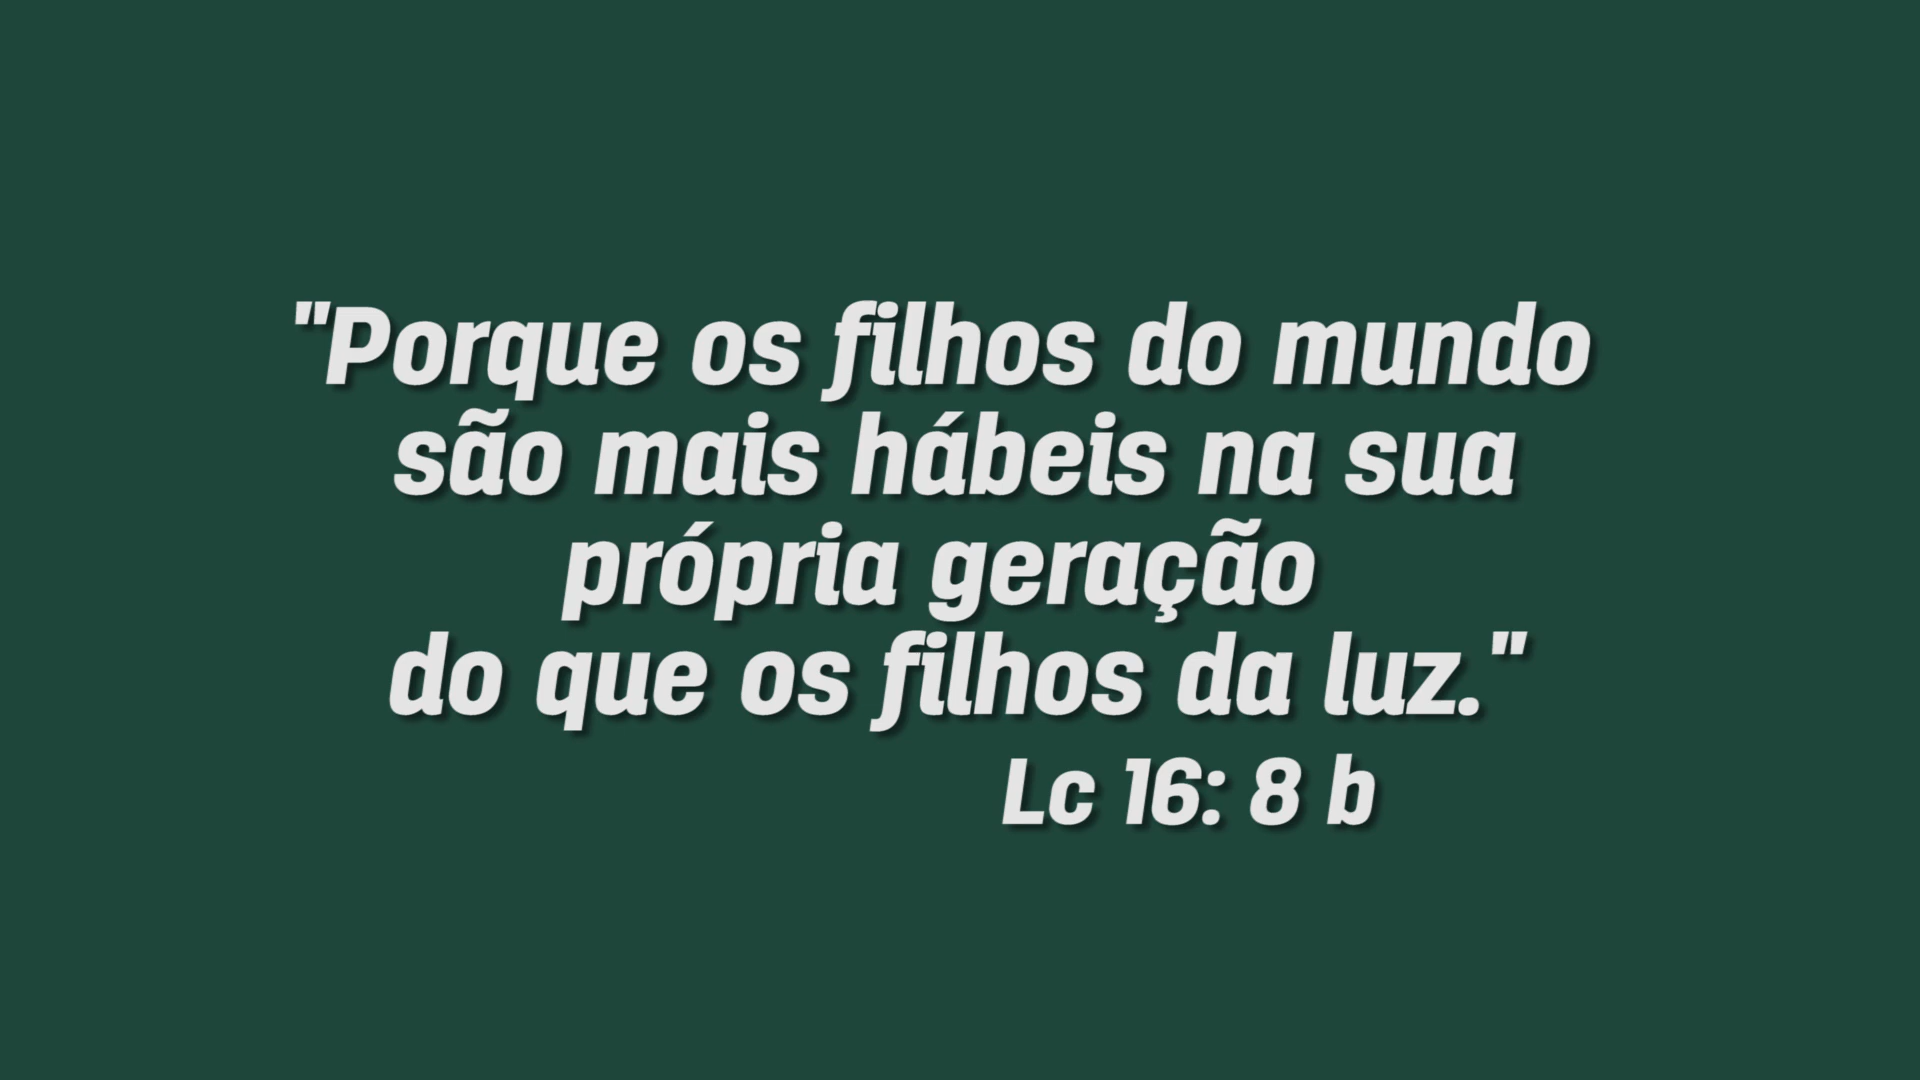 "Porque os filhos do mundo
são mais hábeis na sua
própria geração
do que os filhos da luz."
Lc 16: 8 b